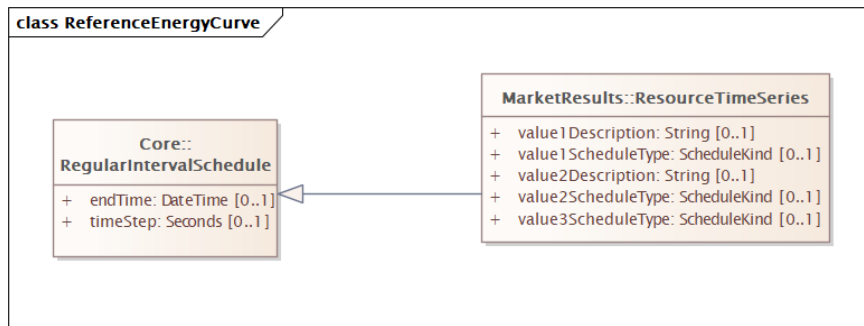 class ReferenceEnergyCurve
Core::
RegularIntervalSchedule
+ endTime: DateTime [0..1]
+ timeStep: Seconds [0..1]
MarketResults::ResourceTimeSeries
+ value1Description: String [0..1]
+ value1ScheduleType: ScheduleKind [0..1]
+ value2Description: String [0..1]
+ value2ScheduleType: ScheduleKind [0..1]
+ value3ScheduleType: ScheduleKind [0..1]